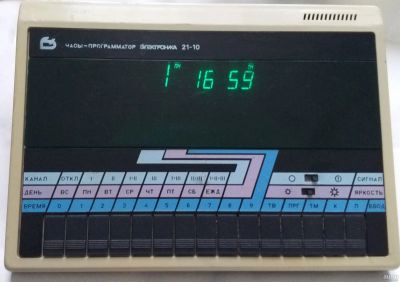 ЧАСЫ-ПРОГРАММАТОР ЭЛЕКТРОНИКА 21-10
ПН ПН
1 16 59
КАНАЛ ОТКЛ I II I-II III I-III II-III I-II-III СИГНАЛ
ДЕНЬ ВС ПН ВТ СР ЧТ ПТ СБ ЕЖД ЯРКОСТЬ
ВРЕМЯ 0 1 2 3 4 5 6 7 8 9 ТВ ПРГ ТМ К П ВВОД